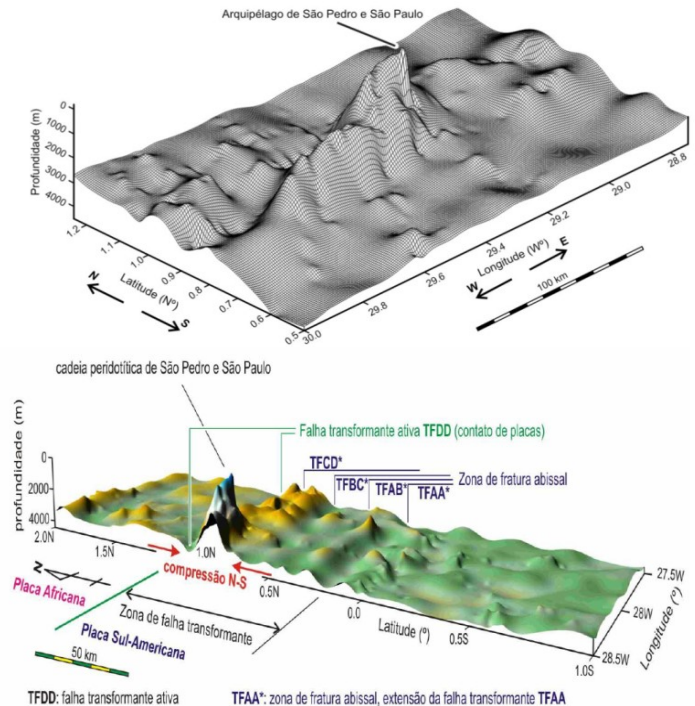 Arquipélago de São Pedro e São Paulo
Profundidade (m)
0
1000
2000
3000
4000
1.2
1.1
1.0
0.9
0.8
0.7
0.6
0.5
Latitude (Nº)
N
S
30.0
29.8
29.6
29.4
29.2
29.0
28.8
Longitude (Wº)
W
E
100 km
cadeia peridotítica de São Pedro e São Paulo
Falha transformante ativa TFDD (contato de placas)
TFCD*
TFBC*
TFAB*
TFAA*
Zona de fratura abissal
profundidade (m)
0
2000
4000
2.0N
1.5N
1.0N
0.5N
0.0
0.5S
1.0S
compressão N-S
Latitude (º)
27.5W
28W
28.5W
Longitude (º)
N
Placa Africana
Placa Sul-Americana
Zona de falha transformante
50 km
TFDD: falha transformante ativa
TFAA*: zona de fratura abissal, extensão da falha transformante TFAA